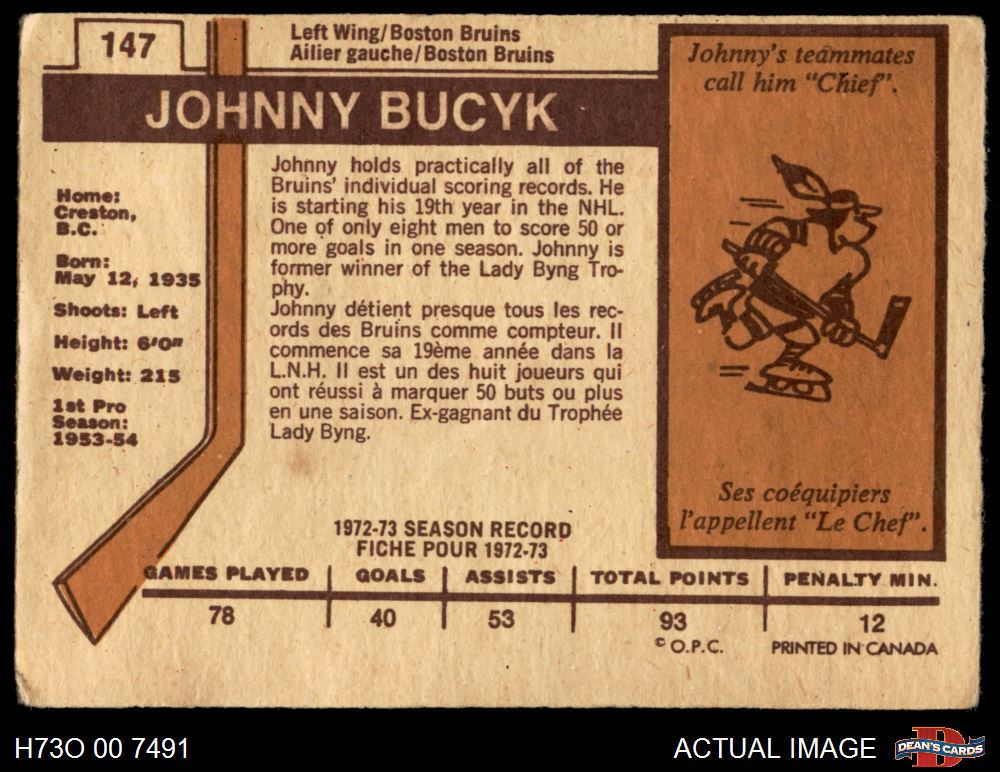 147
Left Wing/Boston Bruins
Ailier gauche/Boston Bruins
JOHNNY BUCYK
Home:
Creston,
B.C.
Born:
May 12, 1935
Shoots: Left
Height: 6'0"
Weight: 215
1st Pro
Season:
1953-54
Johnny holds practically all of the
Bruins' individual scoring records. He
is starting his 19th year in the NHL.
One of only eight men to score 50 or
more goals in one season. Johnny is
former winner of the Lady Byng Tro-
phy.
Johnny détient presque tous les rec-
ords des Bruins comme compteur. Il
commence sa 19ème année dans la
L.N.H. Il est un des huit joueurs qui
ont réussi à marquer 50 buts ou plus
en une saison. Ex-gagnant du Trophée
Lady Byng.
Johnny's teammates
call him "Chief".
Ses coéquipiers
l'appellent "Le Chef".
1972-73 SEASON RECORD
FICHE POUR 1972-73
GAMES PLAYED GOALS ASSISTS TOTAL POINTS PENALTY MIN.
78 40 53 93 12
© O.P.C. PRINTED IN CANADA
H73O 00 7491 ACTUAL IMAGE D DEAN'S CARDS